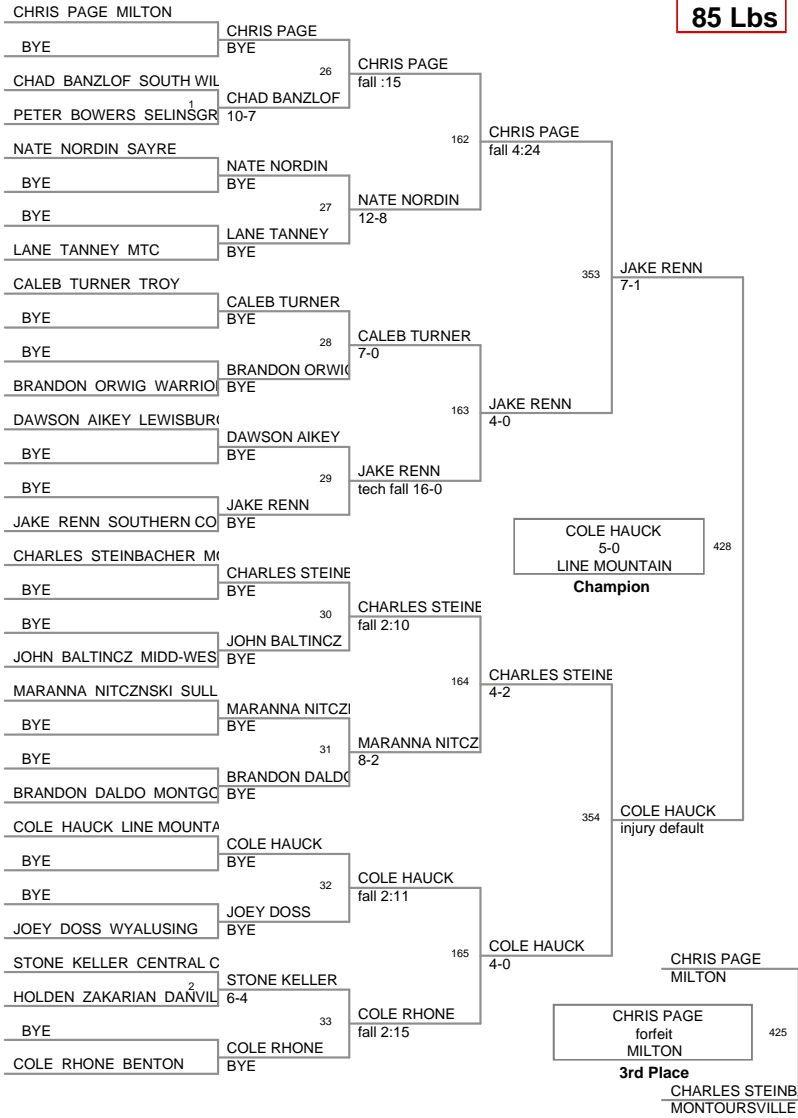 85 Lbs
CHRIS PAGE MILTON
BYE
CHAD BANZLOF SOUTH WIL
1
PETER BOWERS SELINSGR
NATE NORDIN SAYRE
BYE
BYE
LANE TANNEY MTC
CALEB TURNER TROY
BYE
BYE
BRANDON ORWIG WARRIO
DAWSON AIKEY LEWISBUR
BYE
BYE
JAKE RENN SOUTHERN CO
CHARLES STEINBACHER MO
BYE
BYE
JOHN BALTINCZ MIDD-WES
MARANNA NITCZNSKI SULL
BYE
BYE
BRANDON DALDO MONTGO
COLE HAUCK LINE MOUNTA
BYE
BYE
JOEY DOSS WYALUSING
STONE KELLER CENTRAL C
2
HOLDEN ZAKARIAN DANVIL
BYE
COLE RHONE BENTON
CHRIS PAGE
BYE
26
CHAD BANZLOF
10-7
NATE NORDIN
BYE
27
LANE TANNEY
BYE
CALEB TURNER
BYE
28
BRANDON ORWIG
BYE
DAWSON AIKEY
BYE
29
JAKE RENN
BYE
CHARLES STEINB
BYE
30
JOHN BALTINCZ
BYE
MARANNA NITCZ
BYE
31
BRANDON DALDO
BYE
COLE HAUCK
BYE
32
JOEY DOSS
BYE
STONE KELLER
6-4
33
COLE RHONE
BYE
CHRIS PAGE
fall :15
162
NATE NORDIN
12-8
CALEB TURNER
7-0
163
JAKE RENN
tech fall 16-0
CHARLES STEINB
fall 2:10
164
MARANNA NITCZ
8-2
COLE HAUCK
fall 2:11
165
COLE RHONE
fall 2:15
CHRIS PAGE
fall 4:24
353
JAKE RENN
4-0
CHARLES STEINB
4-2
354
COLE HAUCK
4-0
JAKE RENN
7-1
COLE HAUCK
5-0
LINE MOUNTAIN
428
Champion
COLE HAUCK
injury default
CHRIS PAGE
MILTON
CHRIS PAGE
forfeit
MILTON
425
3rd Place
CHARLES STEINB
MONTOURSVILLE